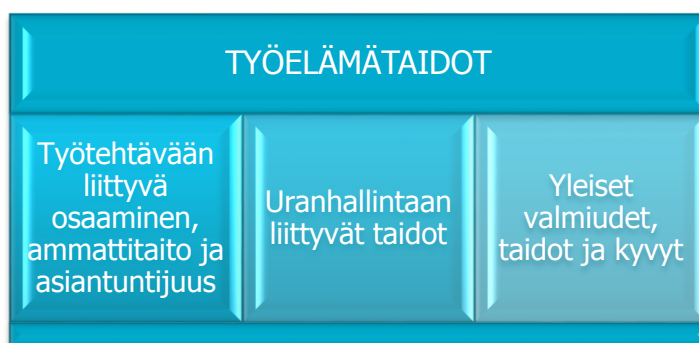 TYÖELÄMÄTAIDOT
Työtehtävään
liittyvä
osaaminen,
ammattitaito ja
asiantuntijuus
Uranhallintaan
liittyvät taidot
Yleiset
valmiudet,
taidot ja kyvyt